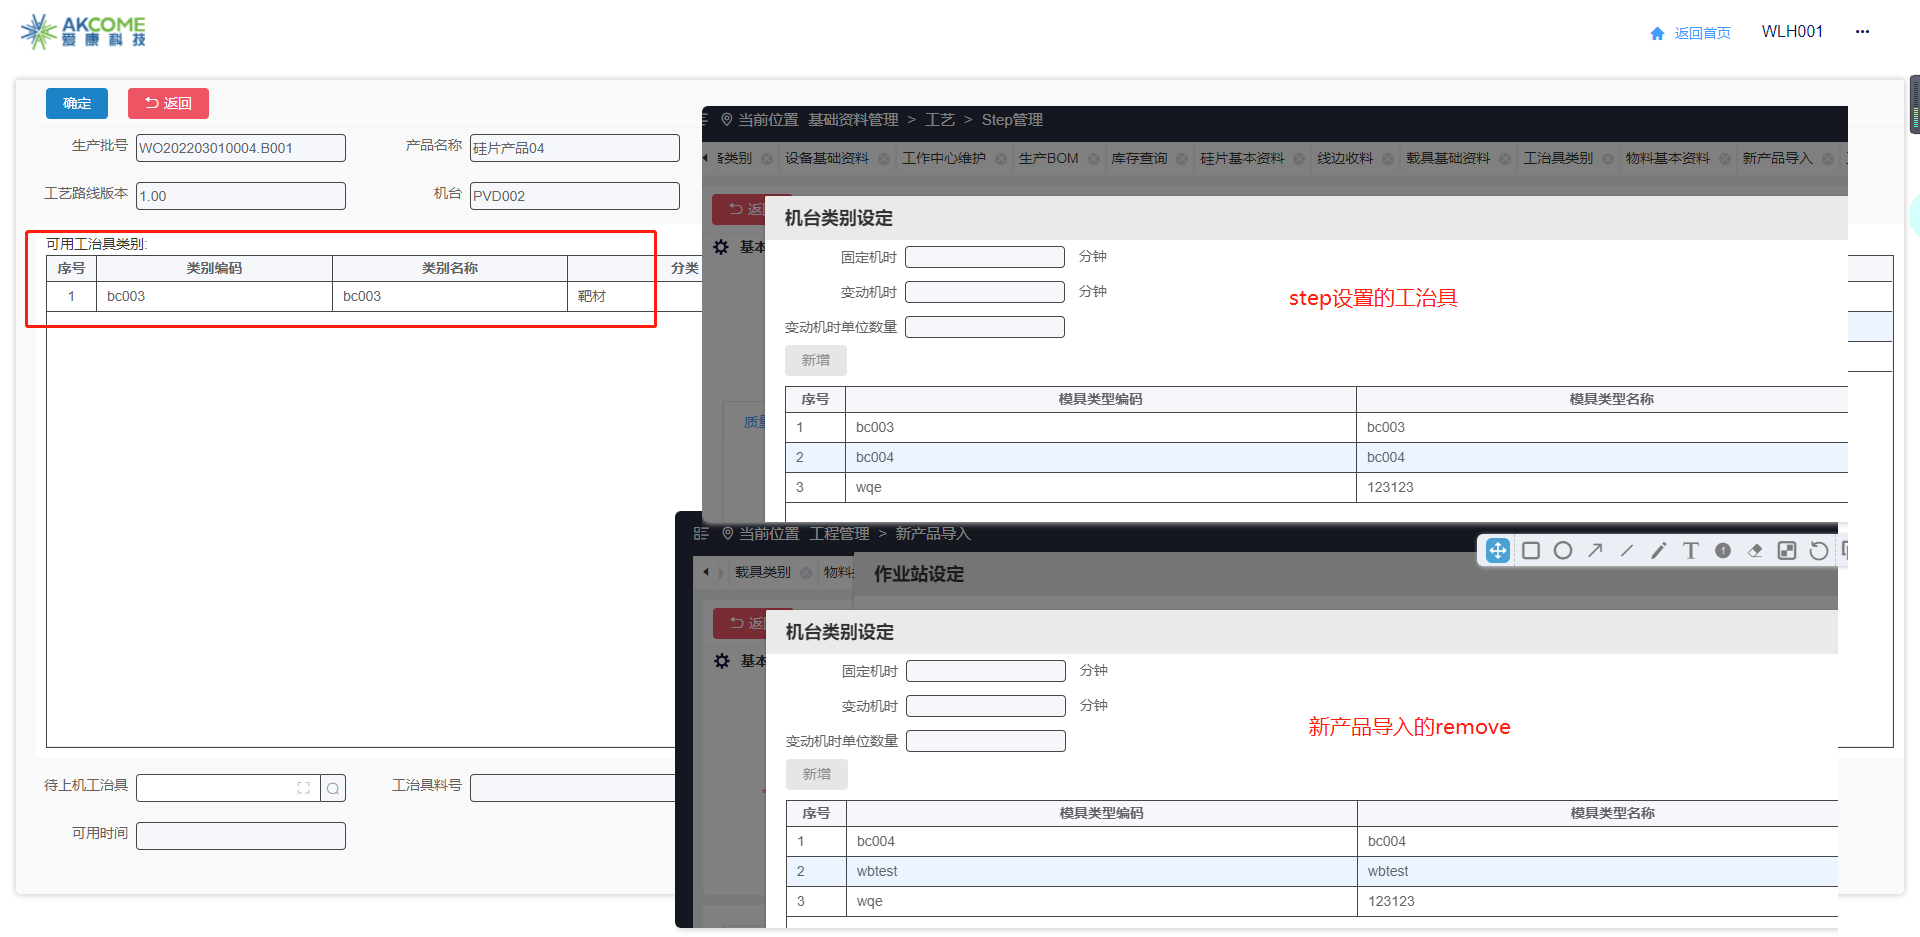 AKCOME
爱康科技
返回首页
WLH001
确定
返回
生产批号 WO202203010004.B001
产品名称 硅片产品04
工艺路线版本 1.00
机台 PVD002
可用工治具类别:
序号 类别编码 类别名称 分类
1 bc003 bc003 靶材
待上机工治具
工治具料号
可用时间
当前位置 基础资料管理 > 工艺 > Step管理
备类别 设备基础资料 工作中心维护 生产BOM 库存查询 硅片基本资料 线边收料 载具基础资料 工治具类别 物料基本资料 新产品导入
返
基本
质
机台类别设定
固定机时 分钟
变动机时 分钟
变动机时单位数量
step设置的工治具
新增
序号 模具类型编码 模具类型名称
1 bc003 bc003
2 bc004 bc004
3 wqe 123123
当前位置 工程管理 > 新产品导入
载具类别 物料
作业站设定
返
基本
机台类别设定
固定机时 分钟
变动机时 分钟
变动机时单位数量
新产品导入的remove
新增
序号 模具类型编码 模具类型名称
1 bc004 bc004
2 wbtest wbtest
3 wqe 123123